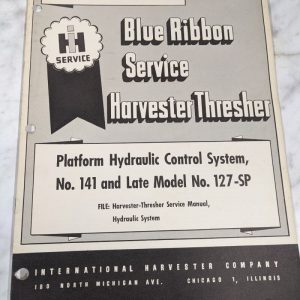 IH
SERVICE
Blue Ribbon
Service
Harvester Thresher
Platform Hydraulic Control System,
No. 141 and Late Model No. 127-SP
FILE: Harvester-Thresher Service Manual,
Hydraulic System
INTERNATIONAL HARVESTER COMPANY
180 NORTH MICHIGAN AVE. CHICAGO 1, ILLINOIS